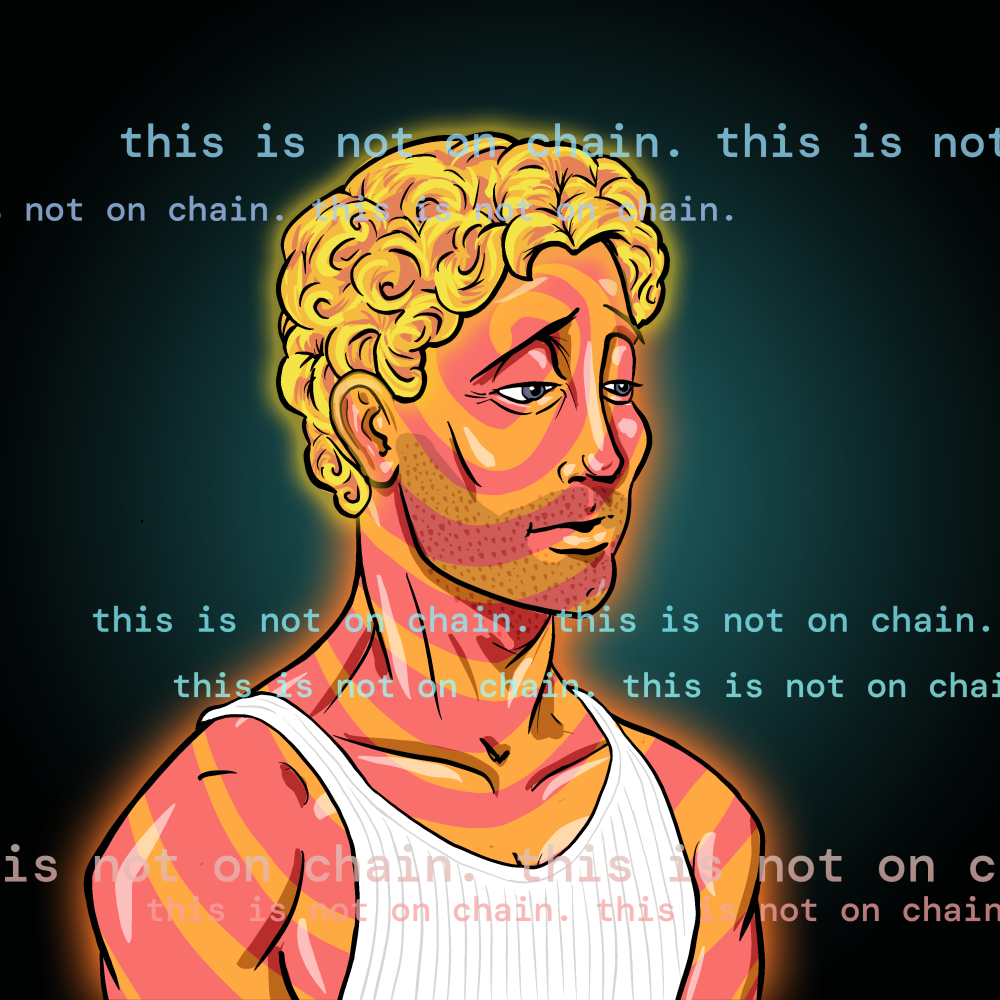 this is not on chain. this is not
not on chain. this is not on chain.
this is not on chain. this is not on chain.
this is not on chain. this is not on chai
is not on chain. this is not on c
this is not on chain. this is not on chain